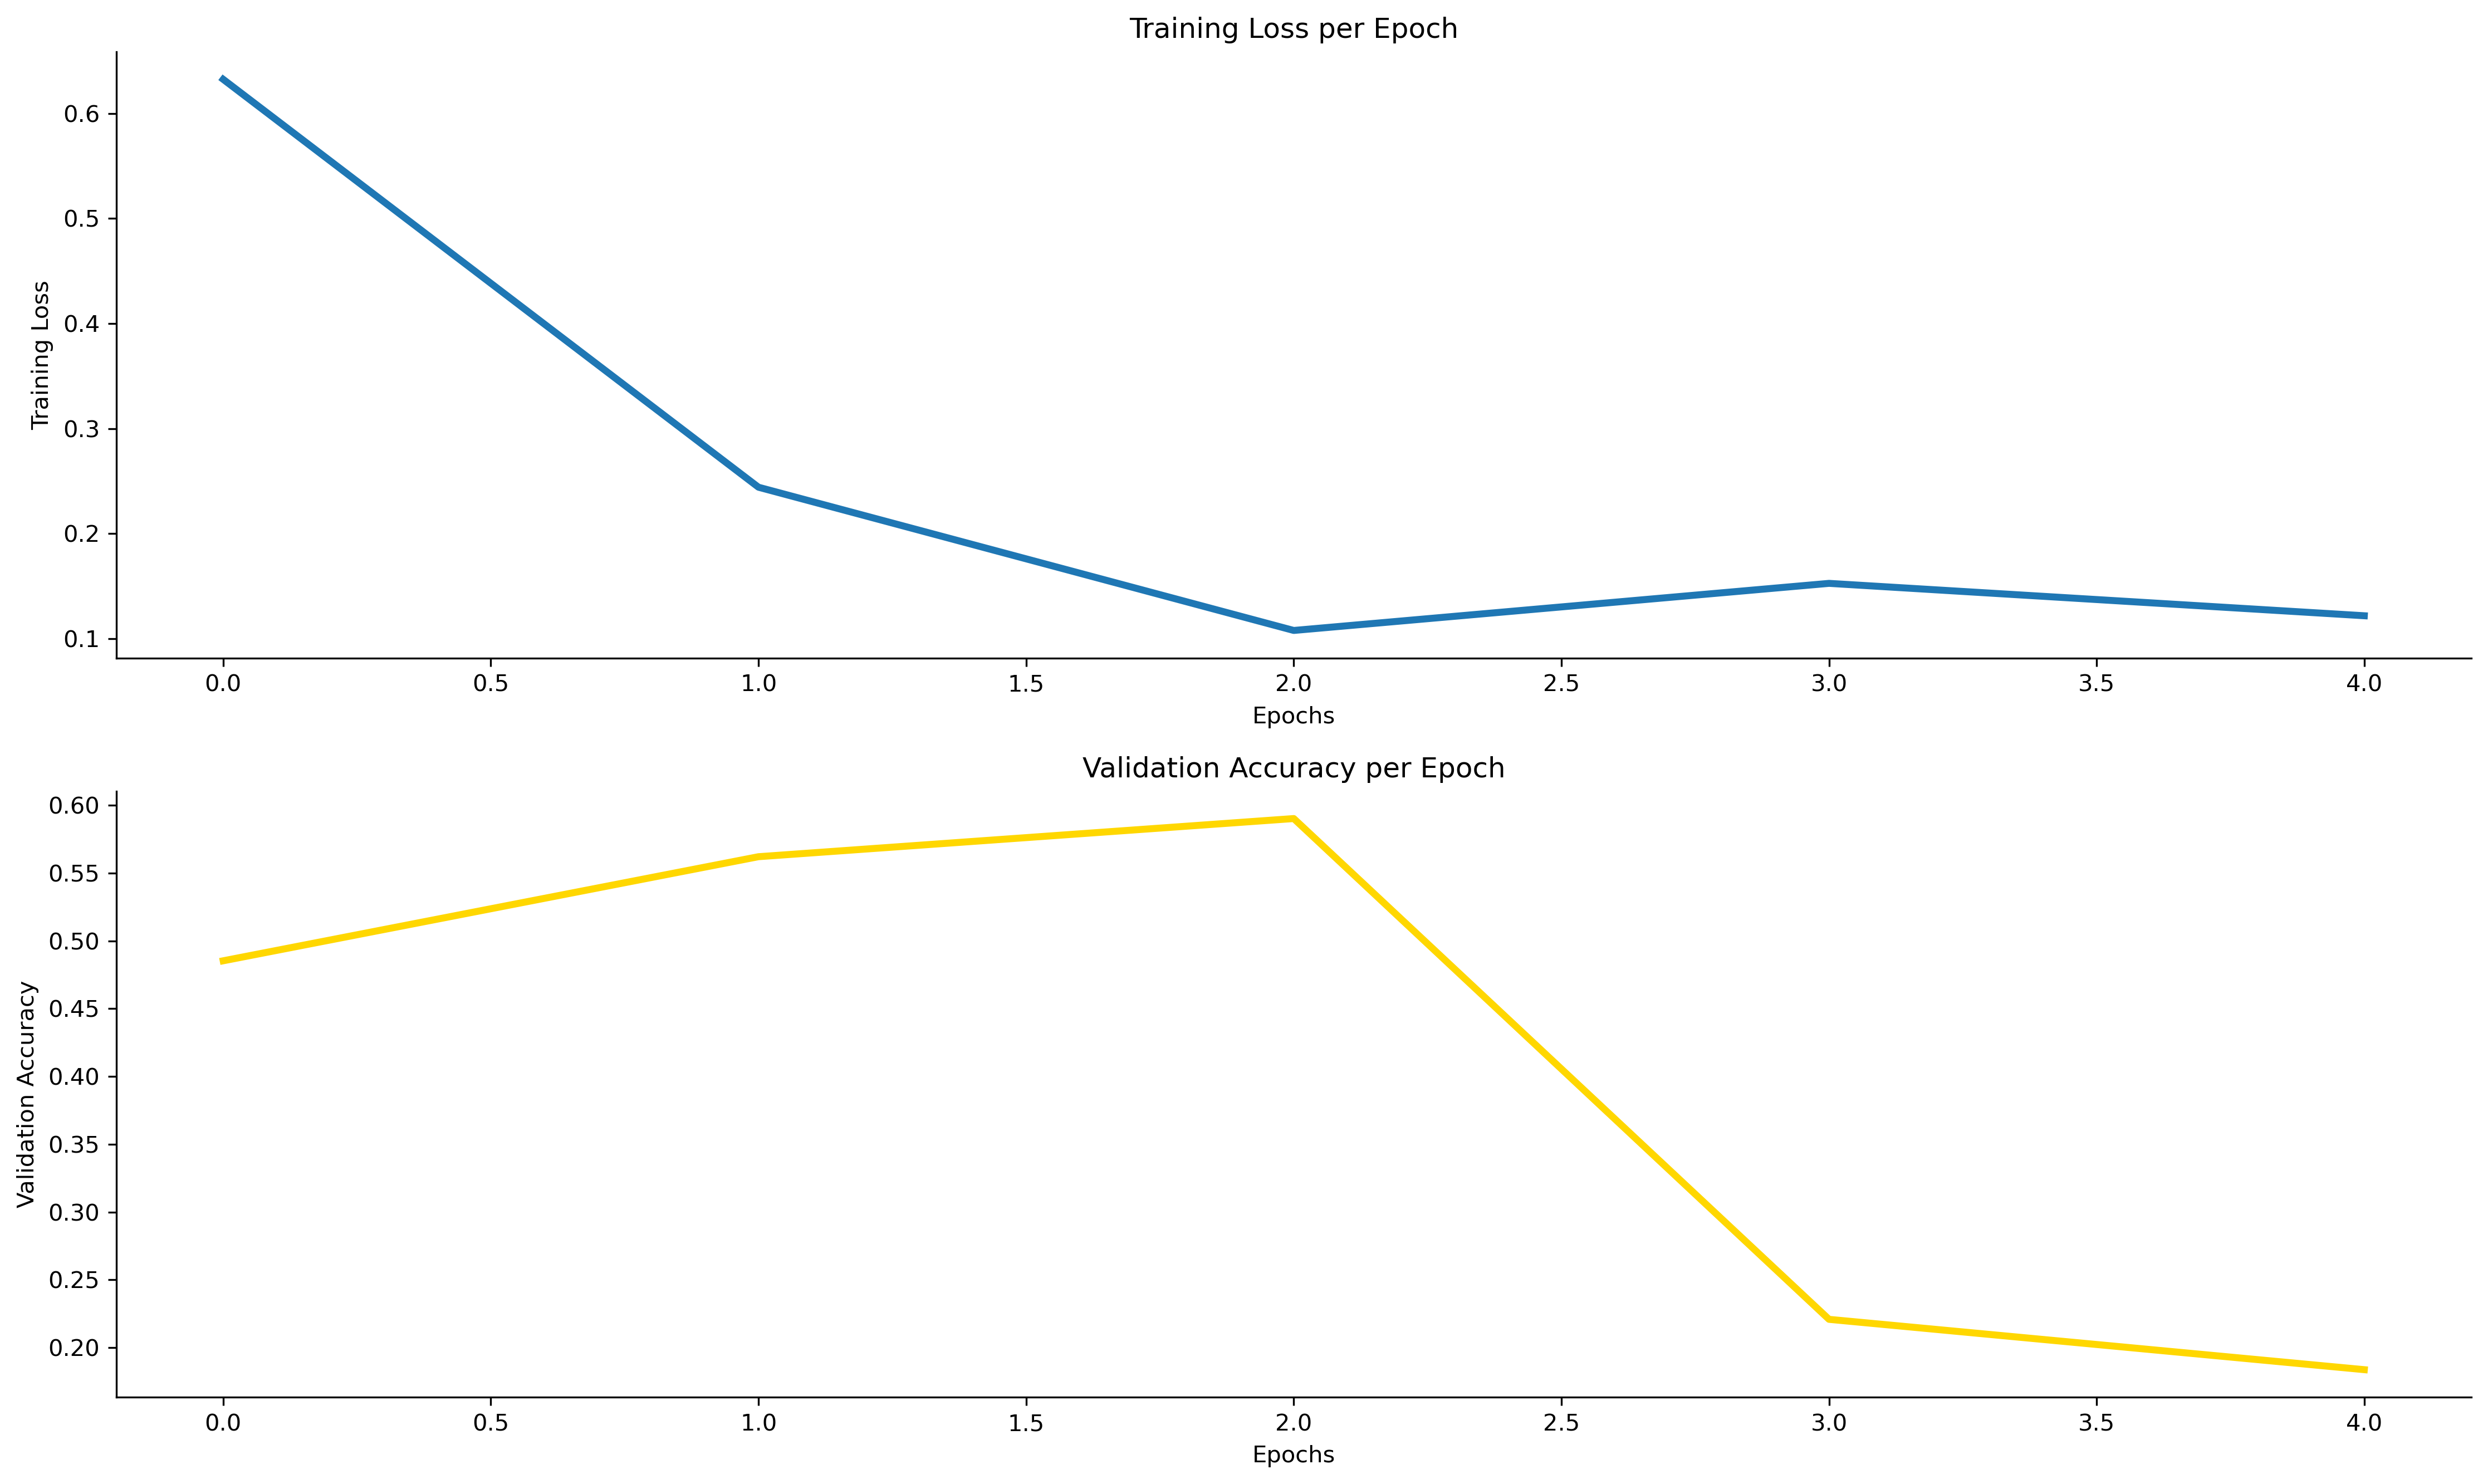 Training Loss per Epoch
Training Loss
0.6
0.5
0.4
0.3
0.2
0.1
0.0 0.5 1.0 1.5 2.0 2.5 3.0 3.5 4.0
Epochs
Validation Accuracy per Epoch
Validation Accuracy
0.60
0.55
0.50
0.45
0.40
0.35
0.30
0.25
0.20
0.0 0.5 1.0 1.5 2.0 2.5 3.0 3.5 4.0
Epochs